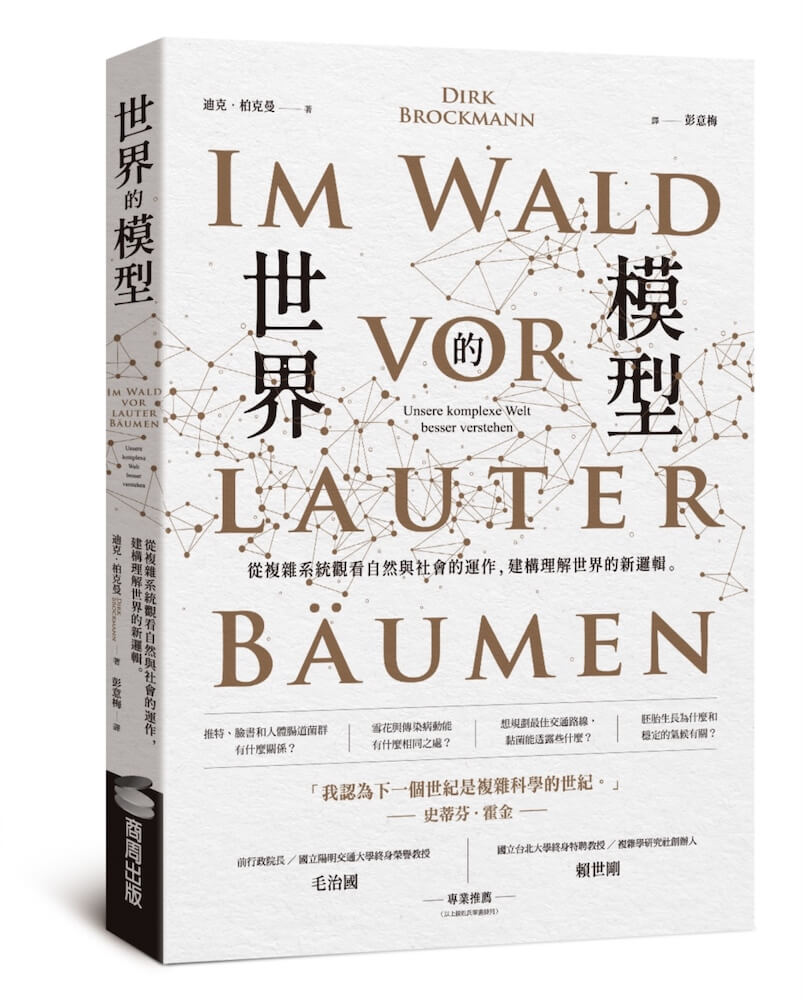 世界的模型
IM WALD
VOR
LAUTER
BÄUMEN
Unsere
komplexe
Welt
besser
verstehen
從複雜系統觀看自然與社會的運作，
建構理解世界的新邏輯。
迪克·柏克曼 DIRK BROCKMANN — 著 彭意梅 — 譯
商周出版
迪克·柏克曼 — 著
DIRK
BROCKMANN
譯 — 彭意梅
IM WALD
世界
的
模型
VOR
Unsere komplexe Welt
besser verstehen
LAUTER
從複雜系統觀看自然與社會的運作，建構理解世界的新邏輯。
BÄUMEN
推特、臉書和人體腸道菌群
有什麼關係？
雪花與傳染病動能
有什麼相同之處？
想規劃最佳交通路線，
黏菌能透露些什麼？
胚胎生長為什麼和
穩定的氣候有關？
「我認為下一個世紀是複雜科學的世紀。」
— 史蒂芬·霍金 —
前行政院長／國立陽明交通大學終身榮譽教授
毛治國
國立台北大學終身特聘教授／複雜學研究社創辦人
賴世剛
— 專業推薦 —
（以上依姓氏筆畫排列）